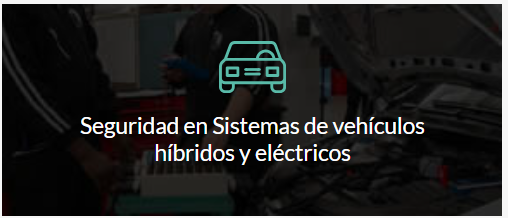 Seguridad en Sistemas de vehículos
híbridos y eléctricos